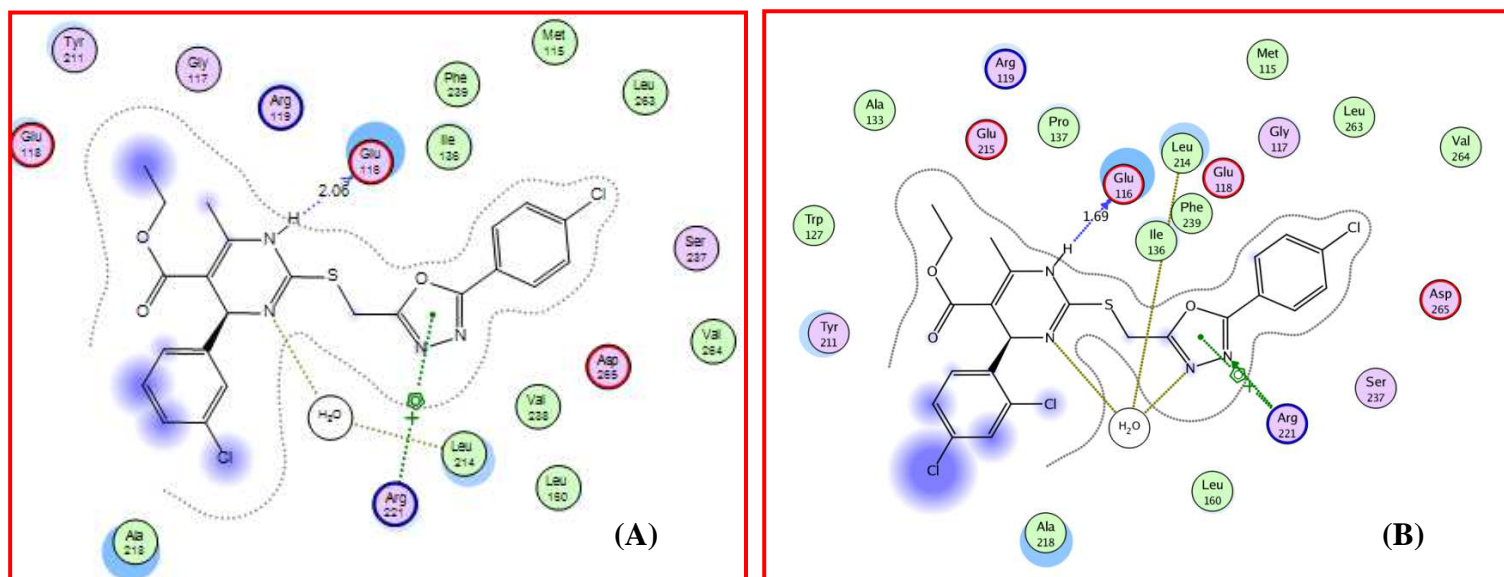 Tyr
211
Gly
117
Met
115
Phe
239
Leu
263
Arg
119
Glu
118
Glu
116
Ile
136
2.06
H
N
Cl
O
O
S
O
N
N
N
Ser
237
Val
264
Asp
265
Val
238
H₂O
Leu
214
Cl
Arg
221
Leu
160
Ala
218
(A)
Met
115
Arg
119
Ala
133
Pro
137
Glu
215
Leu
214
Gly
117
Leu
263
Val
264
Glu
116
Glu
118
Phe
239
Trp
127
1.69
Ile
136
H
N
Cl
O
O
S
O
N
N
N
Asp
265
Tyr
211
Ser
237
Cl
Cl
H₂O
Arg
221
Leu
160
Ala
218
(B)